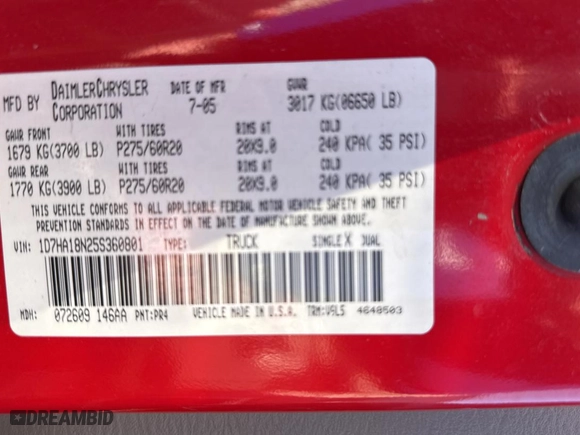 MFD BY DAIMLERCHRYSLER CORPORATION DATE OF MFR 7-05 GVWR 3017 KG(06650 LB)
GAWR FRONT WITH TIRES RIMS AT COLD
1679 KG(3700 LB) P275/60R20 20X9.0 240 KPA( 35 PSI)
GAWR REAR WITH TIRES RIMS AT COLD
1770 KG(3900 LB) P275/60R20 20X9.0 240 KPA( 35 PSI)
THIS VEHICLE CONFORMS TO ALL APPLICABLE FEDERAL MOTOR VEHICLE SAFETY AND THEFT
PREVENTION STANDARDS IN EFFECT ON THE DATE OF MANUFACTURE SHOWN ABOVE.
VIN: 1D7HA18N25S360801 TYPE: TRUCK SINGLE X DUAL
MDH: 072609 146AA PNT:PR4 VEHICLE MADE IN U.S.A. TRM:V9L5 4648503
DREAMBID